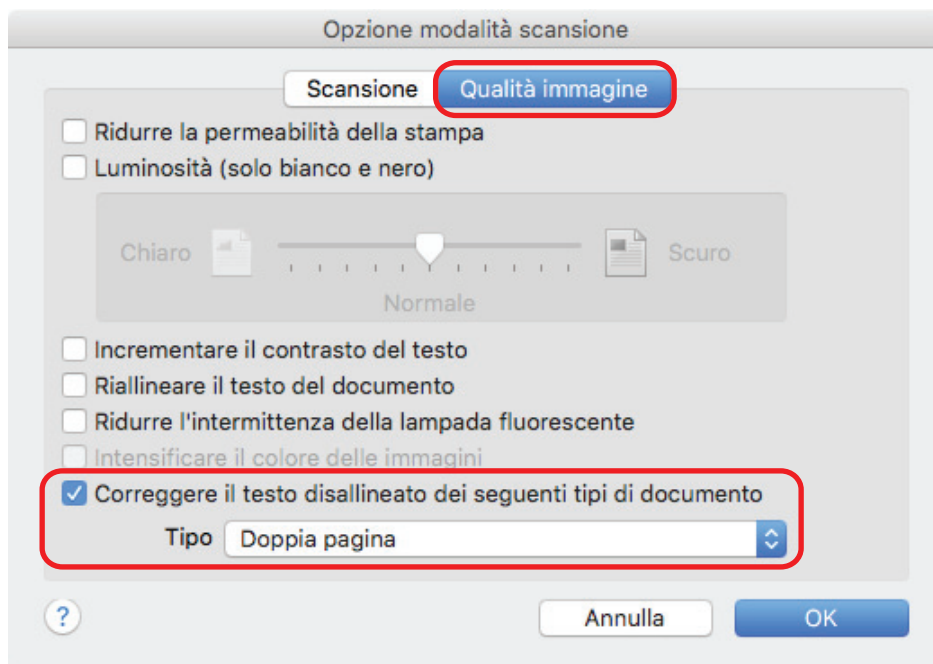 Opzione modalità scansione
Scansione Qualità immagine
Ridurre la permeabilità della stampa
Luminosità (solo bianco e nero)
Chiaro Scuro
Normale
Incrementare il contrasto del testo
Riallineare il testo del documento
Ridurre l'intermittenza della lampada fluorescente
Intensificare il colore delle immagini
Correggere il testo disallineato dei seguenti tipi di documento
Tipo Doppia pagina
? Annulla OK